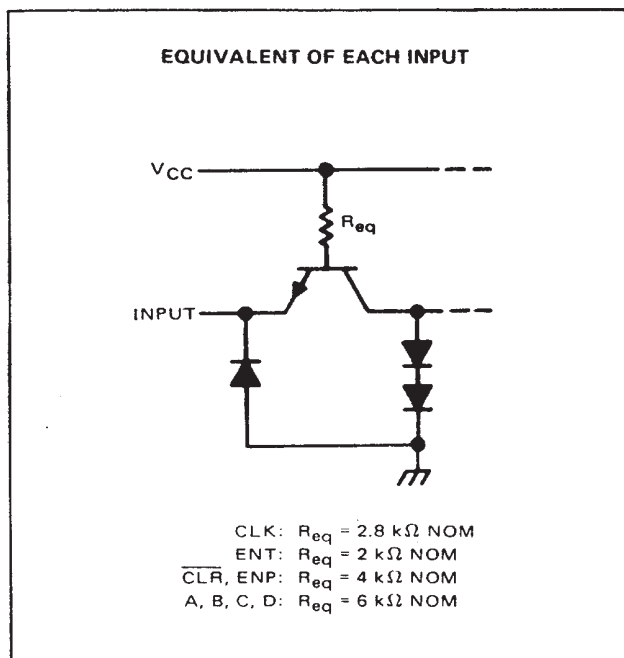 EQUIVALENT OF EACH INPUT
VCC
Req
INPUT
CLK: Req = 2.8 kΩ NOM
ENT: Req = 2 kΩ NOM
C̅L̅R̅, ENP: Req = 4 kΩ NOM
A, B, C, D: Req = 6 kΩ NOM